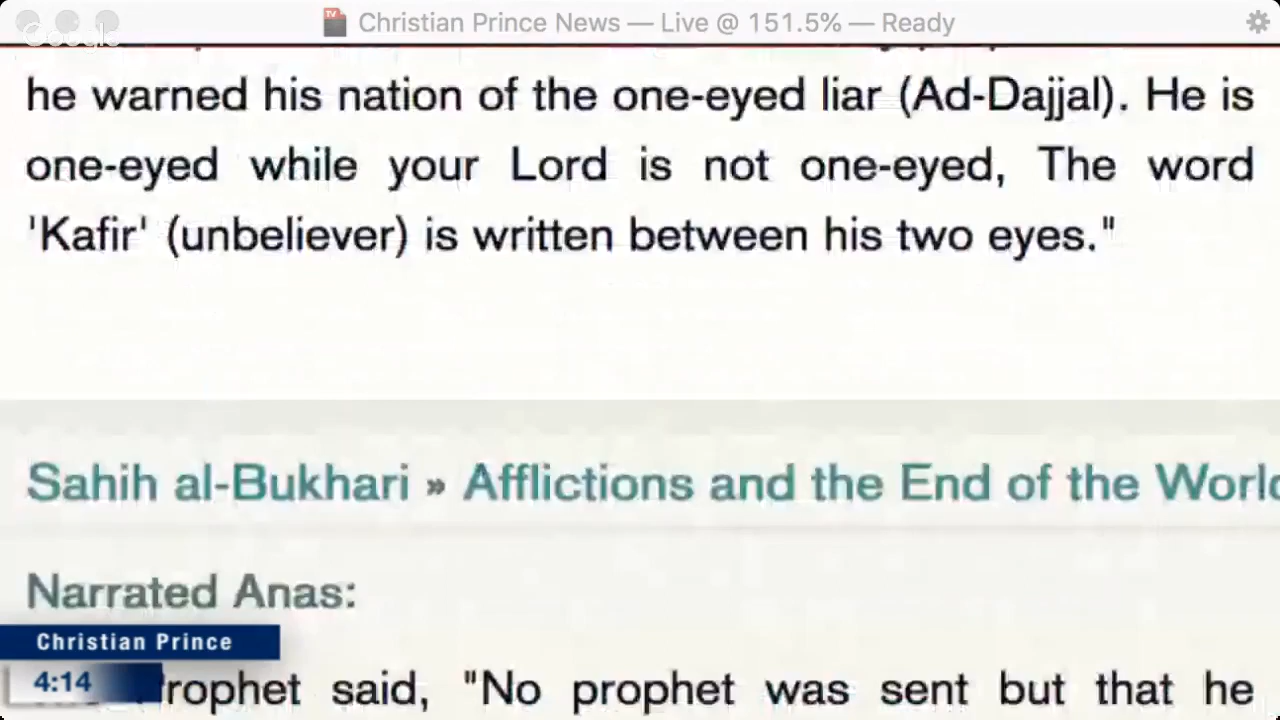 Christian Prince News — Live @ 151.5% — Ready
Google
he warned his nation of the one-eyed liar (Ad-Dajjal). He is
one-eyed while your Lord is not one-eyed, The word
'Kafir' (unbeliever) is written between his two eyes."
Sahih al-Bukhari » Afflictions and the End of the World
Narrated Anas:
Christian Prince
4:14
Prophet said, "No prophet was sent but that he